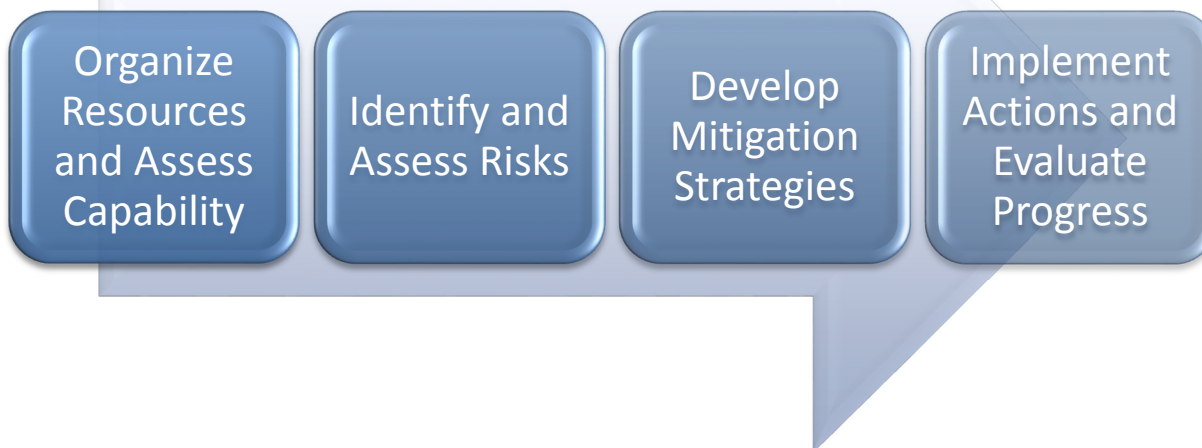 Organize
Resources
and Assess
Capability
Identify and
Assess Risks
Develop
Mitigation
Strategies
Implement
Actions and
Evaluate
Progress